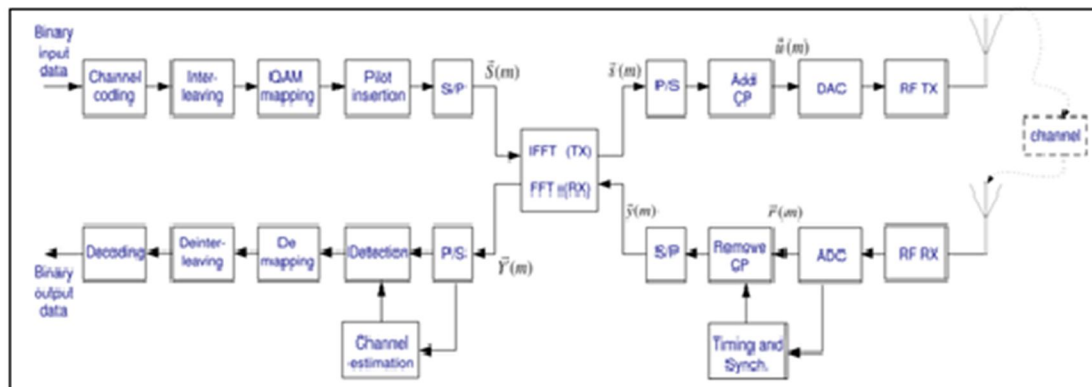 Binary
input
data
Channel
coding
Inter-
leaving
IQAM
mapping
Pilot
insertion
S/P
S(m)
s(m)
P/S
Add
CP
u(m)
DAC
RF TX
channel
IFFT (TX)
FFT (RX)
Decoding
Deinter-
leaving
De
mapping
Detection
P/S
Y(m)
y(m)
S/P
Remove
CP
r(m)
ADC
RF RX
Binary
output
data
Channel
-estimation
Timing and
Synch.